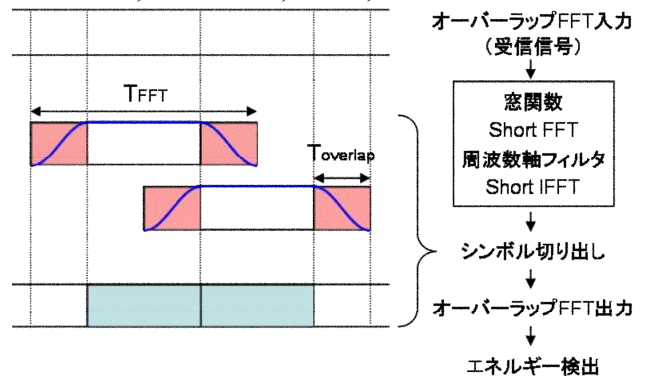 オーバーラップFFT入力
(受信信号)
TFFT
窓関数
Short FFT
周波数軸フィルタ
Short IFFT
Toverlap
シンボル切り出し
オーバーラップFFT出力
エネルギー検出